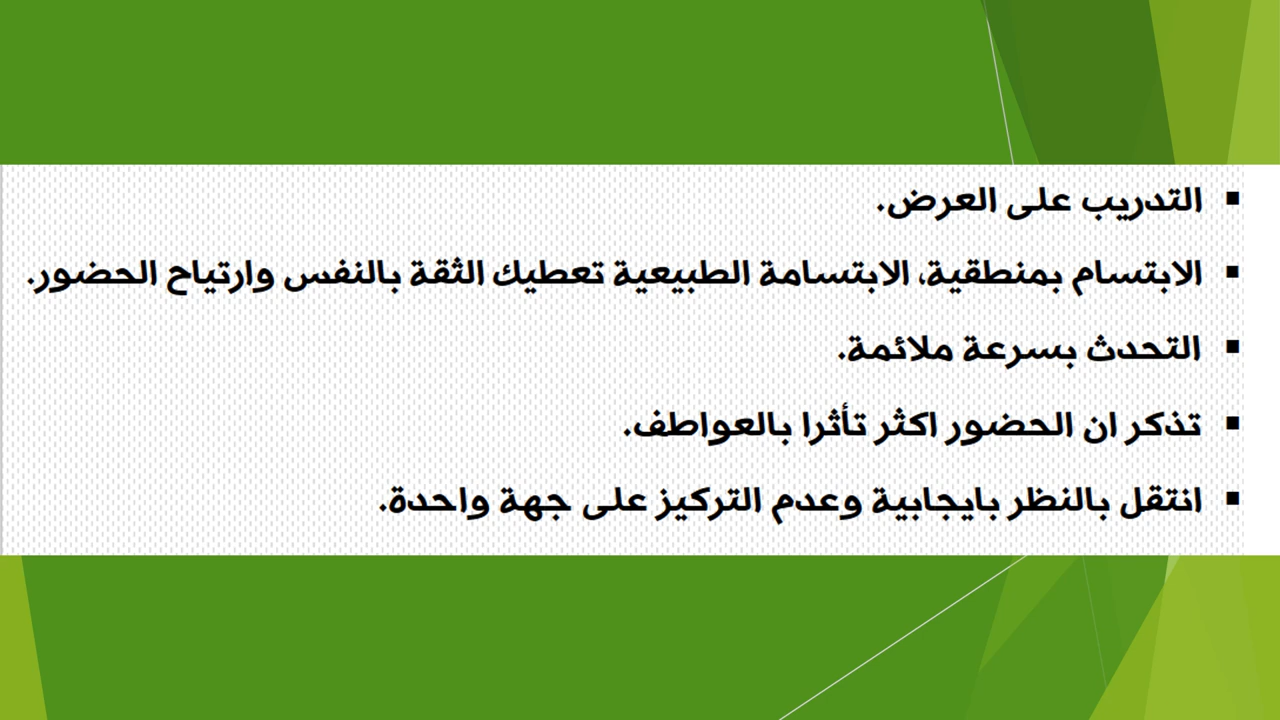 ▪ التدريب على العرض.
▪ الابتسام بمنطقية، الابتسامة الطبيعية تعطيك الثقة بالنفس وارتياح الحضور.
▪ التحدث بسرعة ملائمة.
▪ تذكر ان الحضور اكثر تأثرا بالعواطف.
▪ انتقل بالنظر بايجابية وعدم التركيز على جهة واحدة.